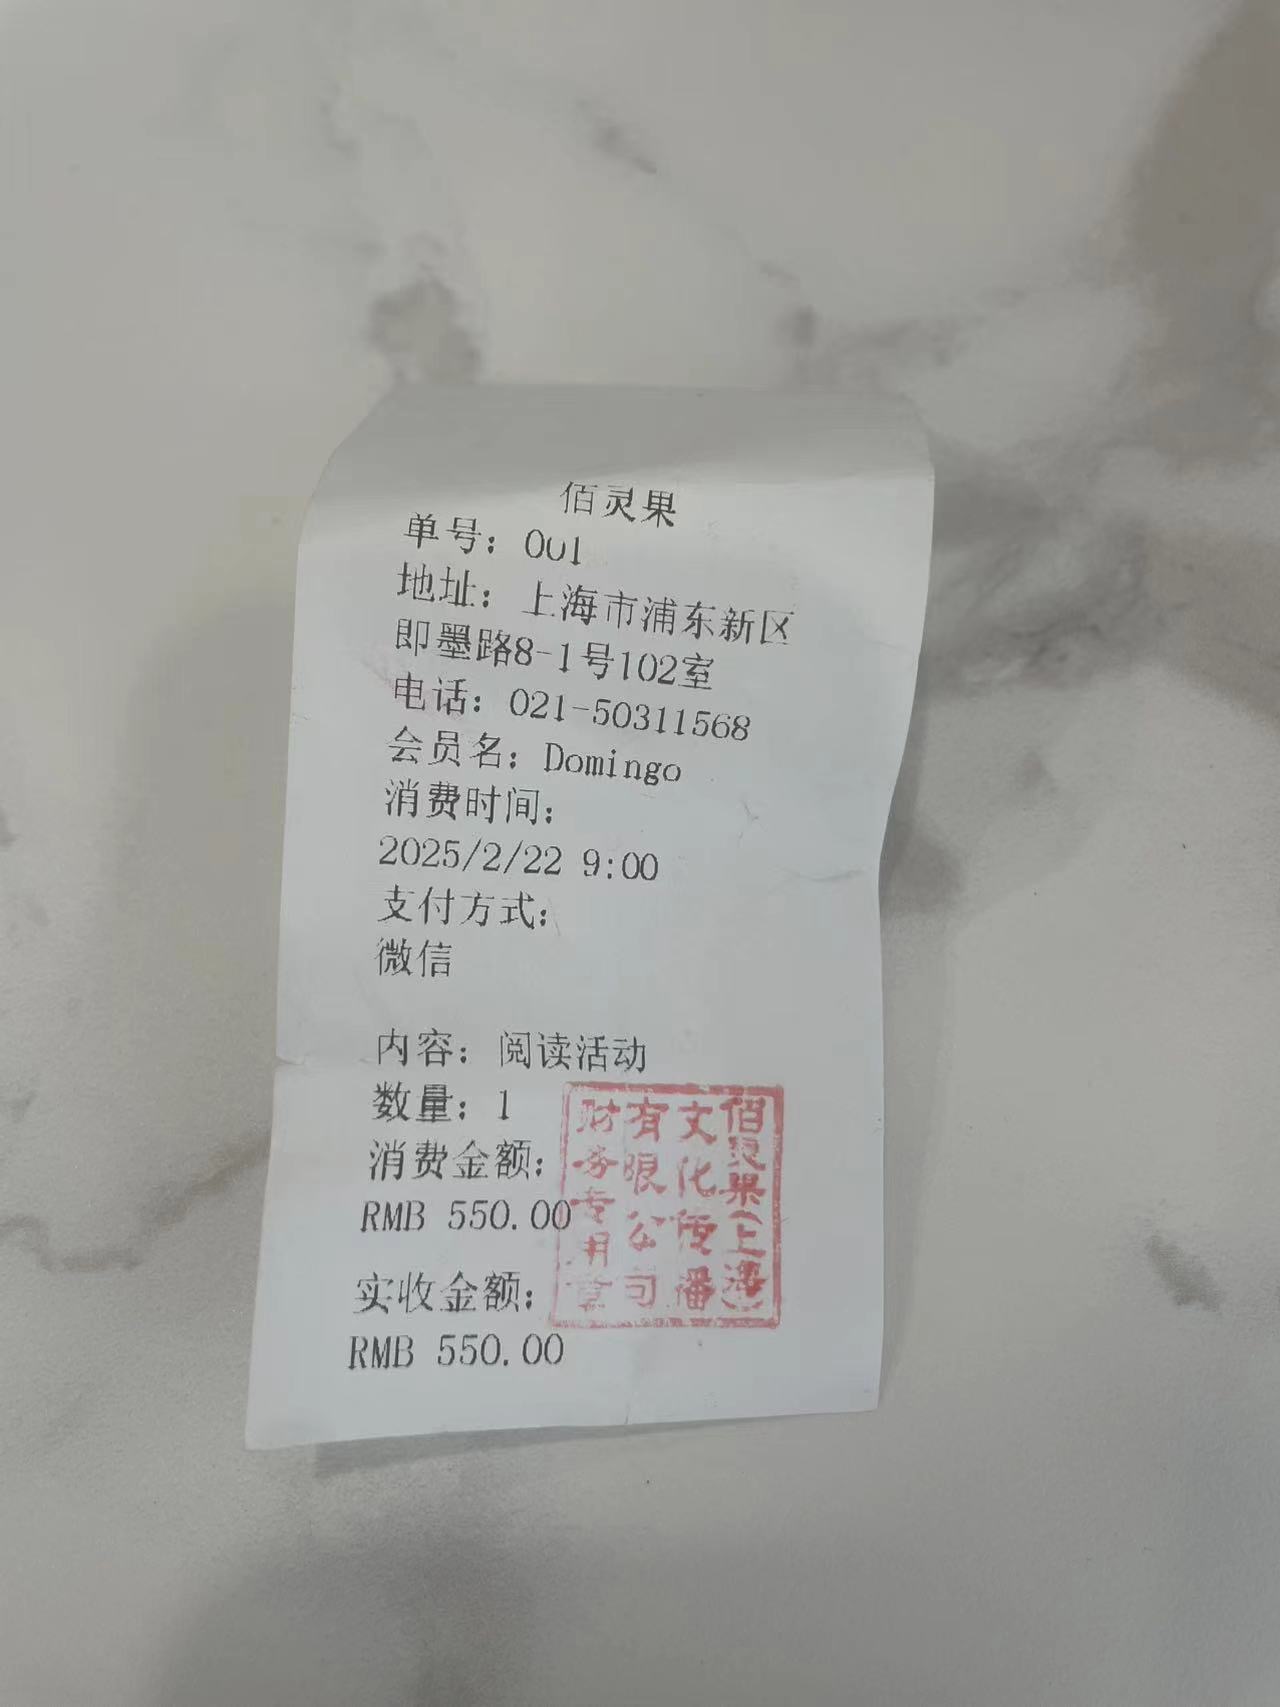 佰灵果
单号：001
地址：上海市浦东新区
即墨路8-1号102室
电话：021-50311568
会员名：Domingo
消费时间：
2025/2/22 9:00
支付方式：
微信
内容：阅读活动
数量：1
消费金额：
RMB 550.00
实收金额：
RMB 550.00
佰灵果(上海)
文化传播
有限公司
财务专用章